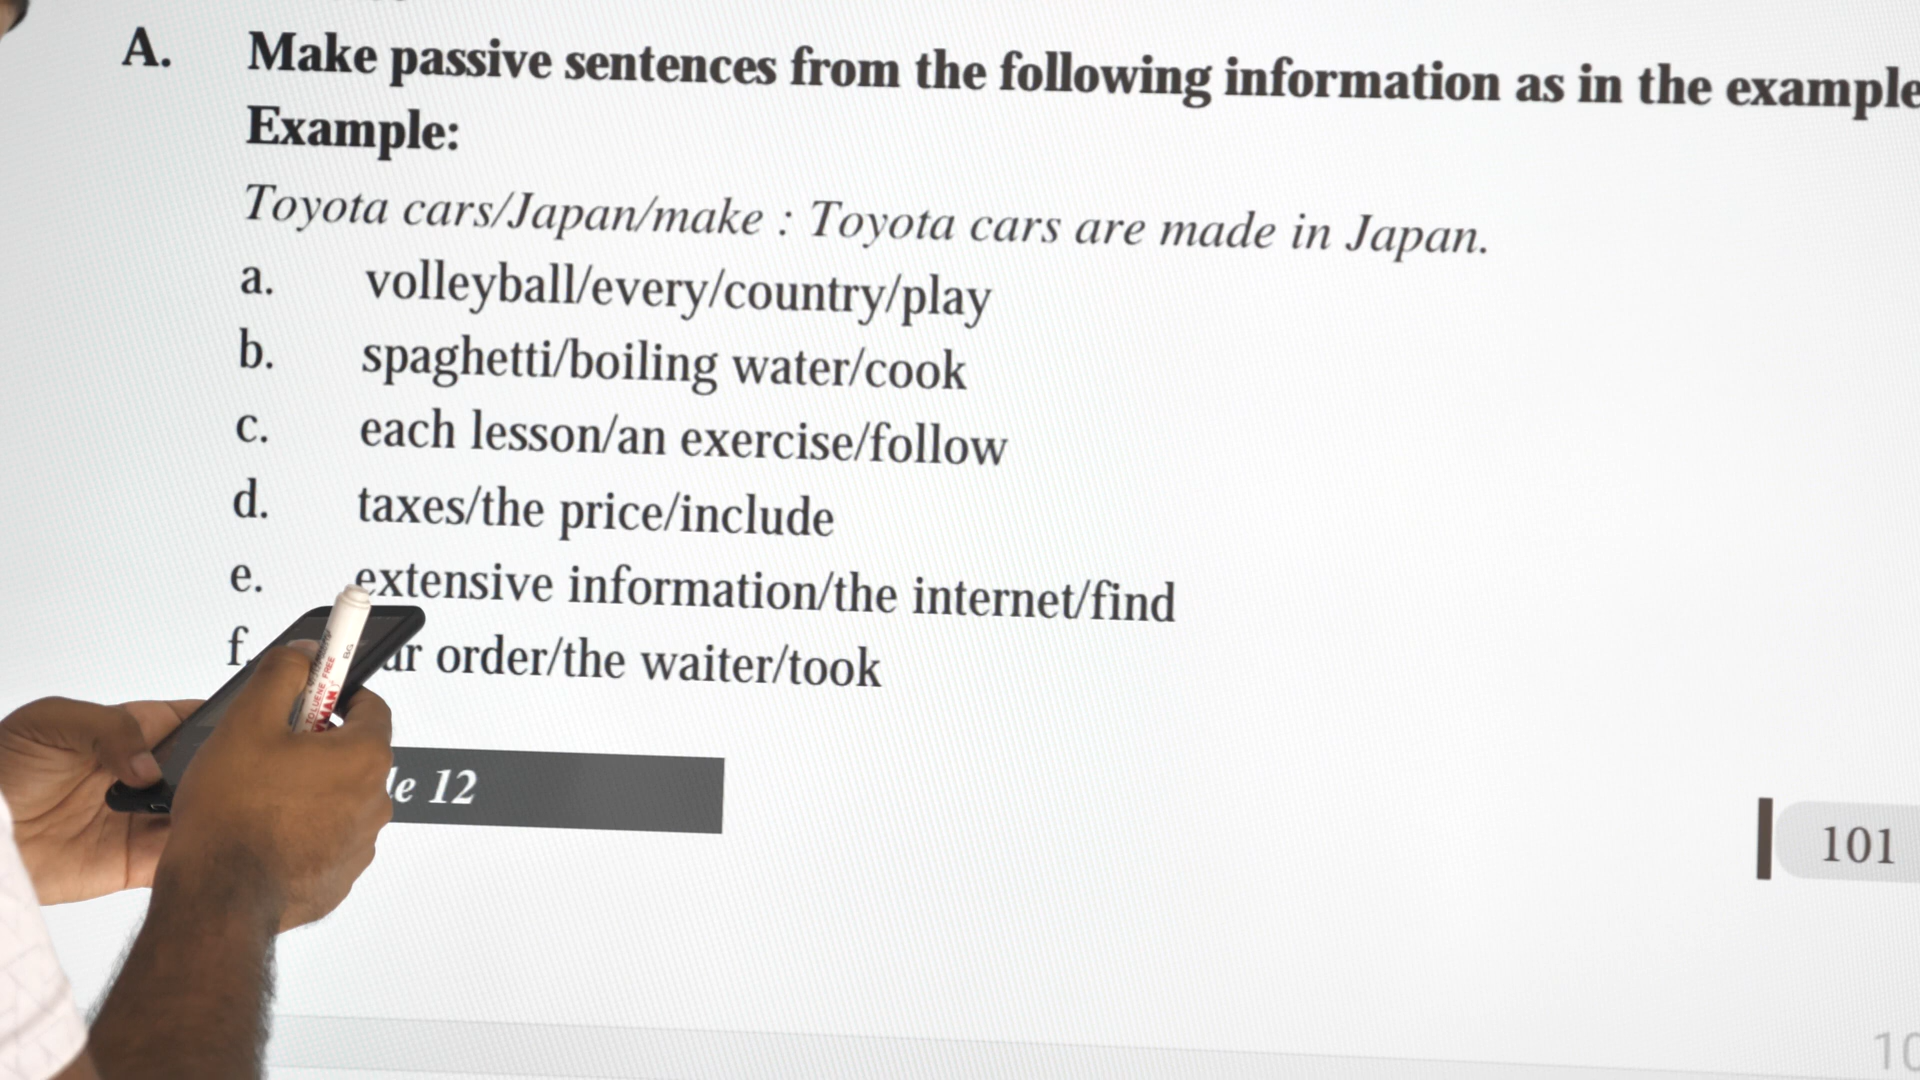 A. Make passive sentences from the following information as in the example
Example:
Toyota cars/Japan/make : Toyota cars are made in Japan.
a. volleyball/every/country/play
b. spaghetti/boiling water/cook
c. each lesson/an exercise/follow
d. taxes/the price/include
e. extensive information/the internet/find
f. order/the waiter/took
12
101
TOLUENE FREE